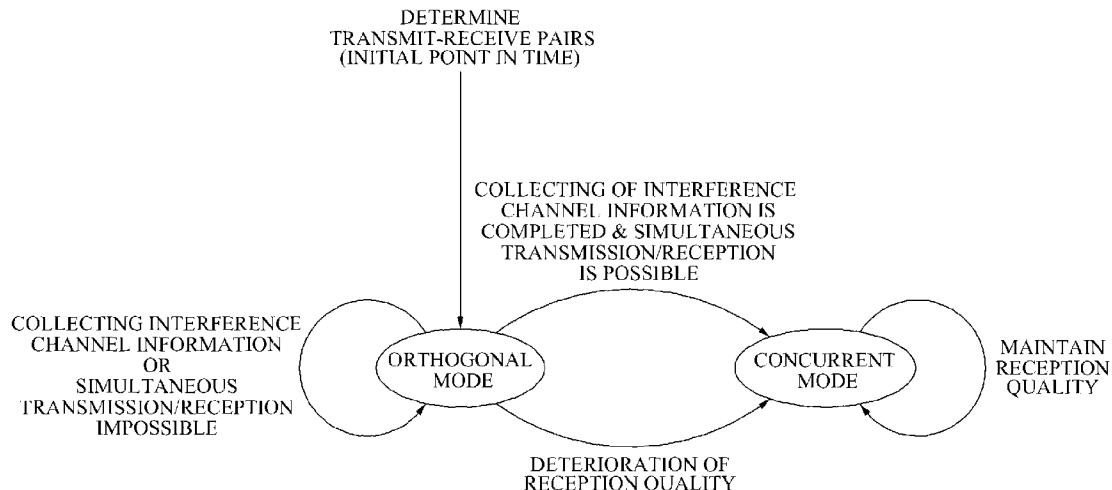 DETERMINE
TRANSMIT-RECEIVE PAIRS
(INITIAL POINT IN TIME)
COLLECTING OF INTERFERENCE
CHANNEL INFORMATION IS
COMPLETED & SIMULTANEOUS
TRANSMISSION/RECEPTION
IS POSSIBLE
COLLECTING INTERFERENCE
CHANNEL INFORMATION
OR
SIMULTANEOUS
TRANSMISSION/RECEPTION
IMPOSSIBLE
ORTHOGONAL
MODE
CONCURRENT
MODE
MAINTAIN
RECEPTION
QUALITY
DETERIORATION OF
RECEPTION QUALITY